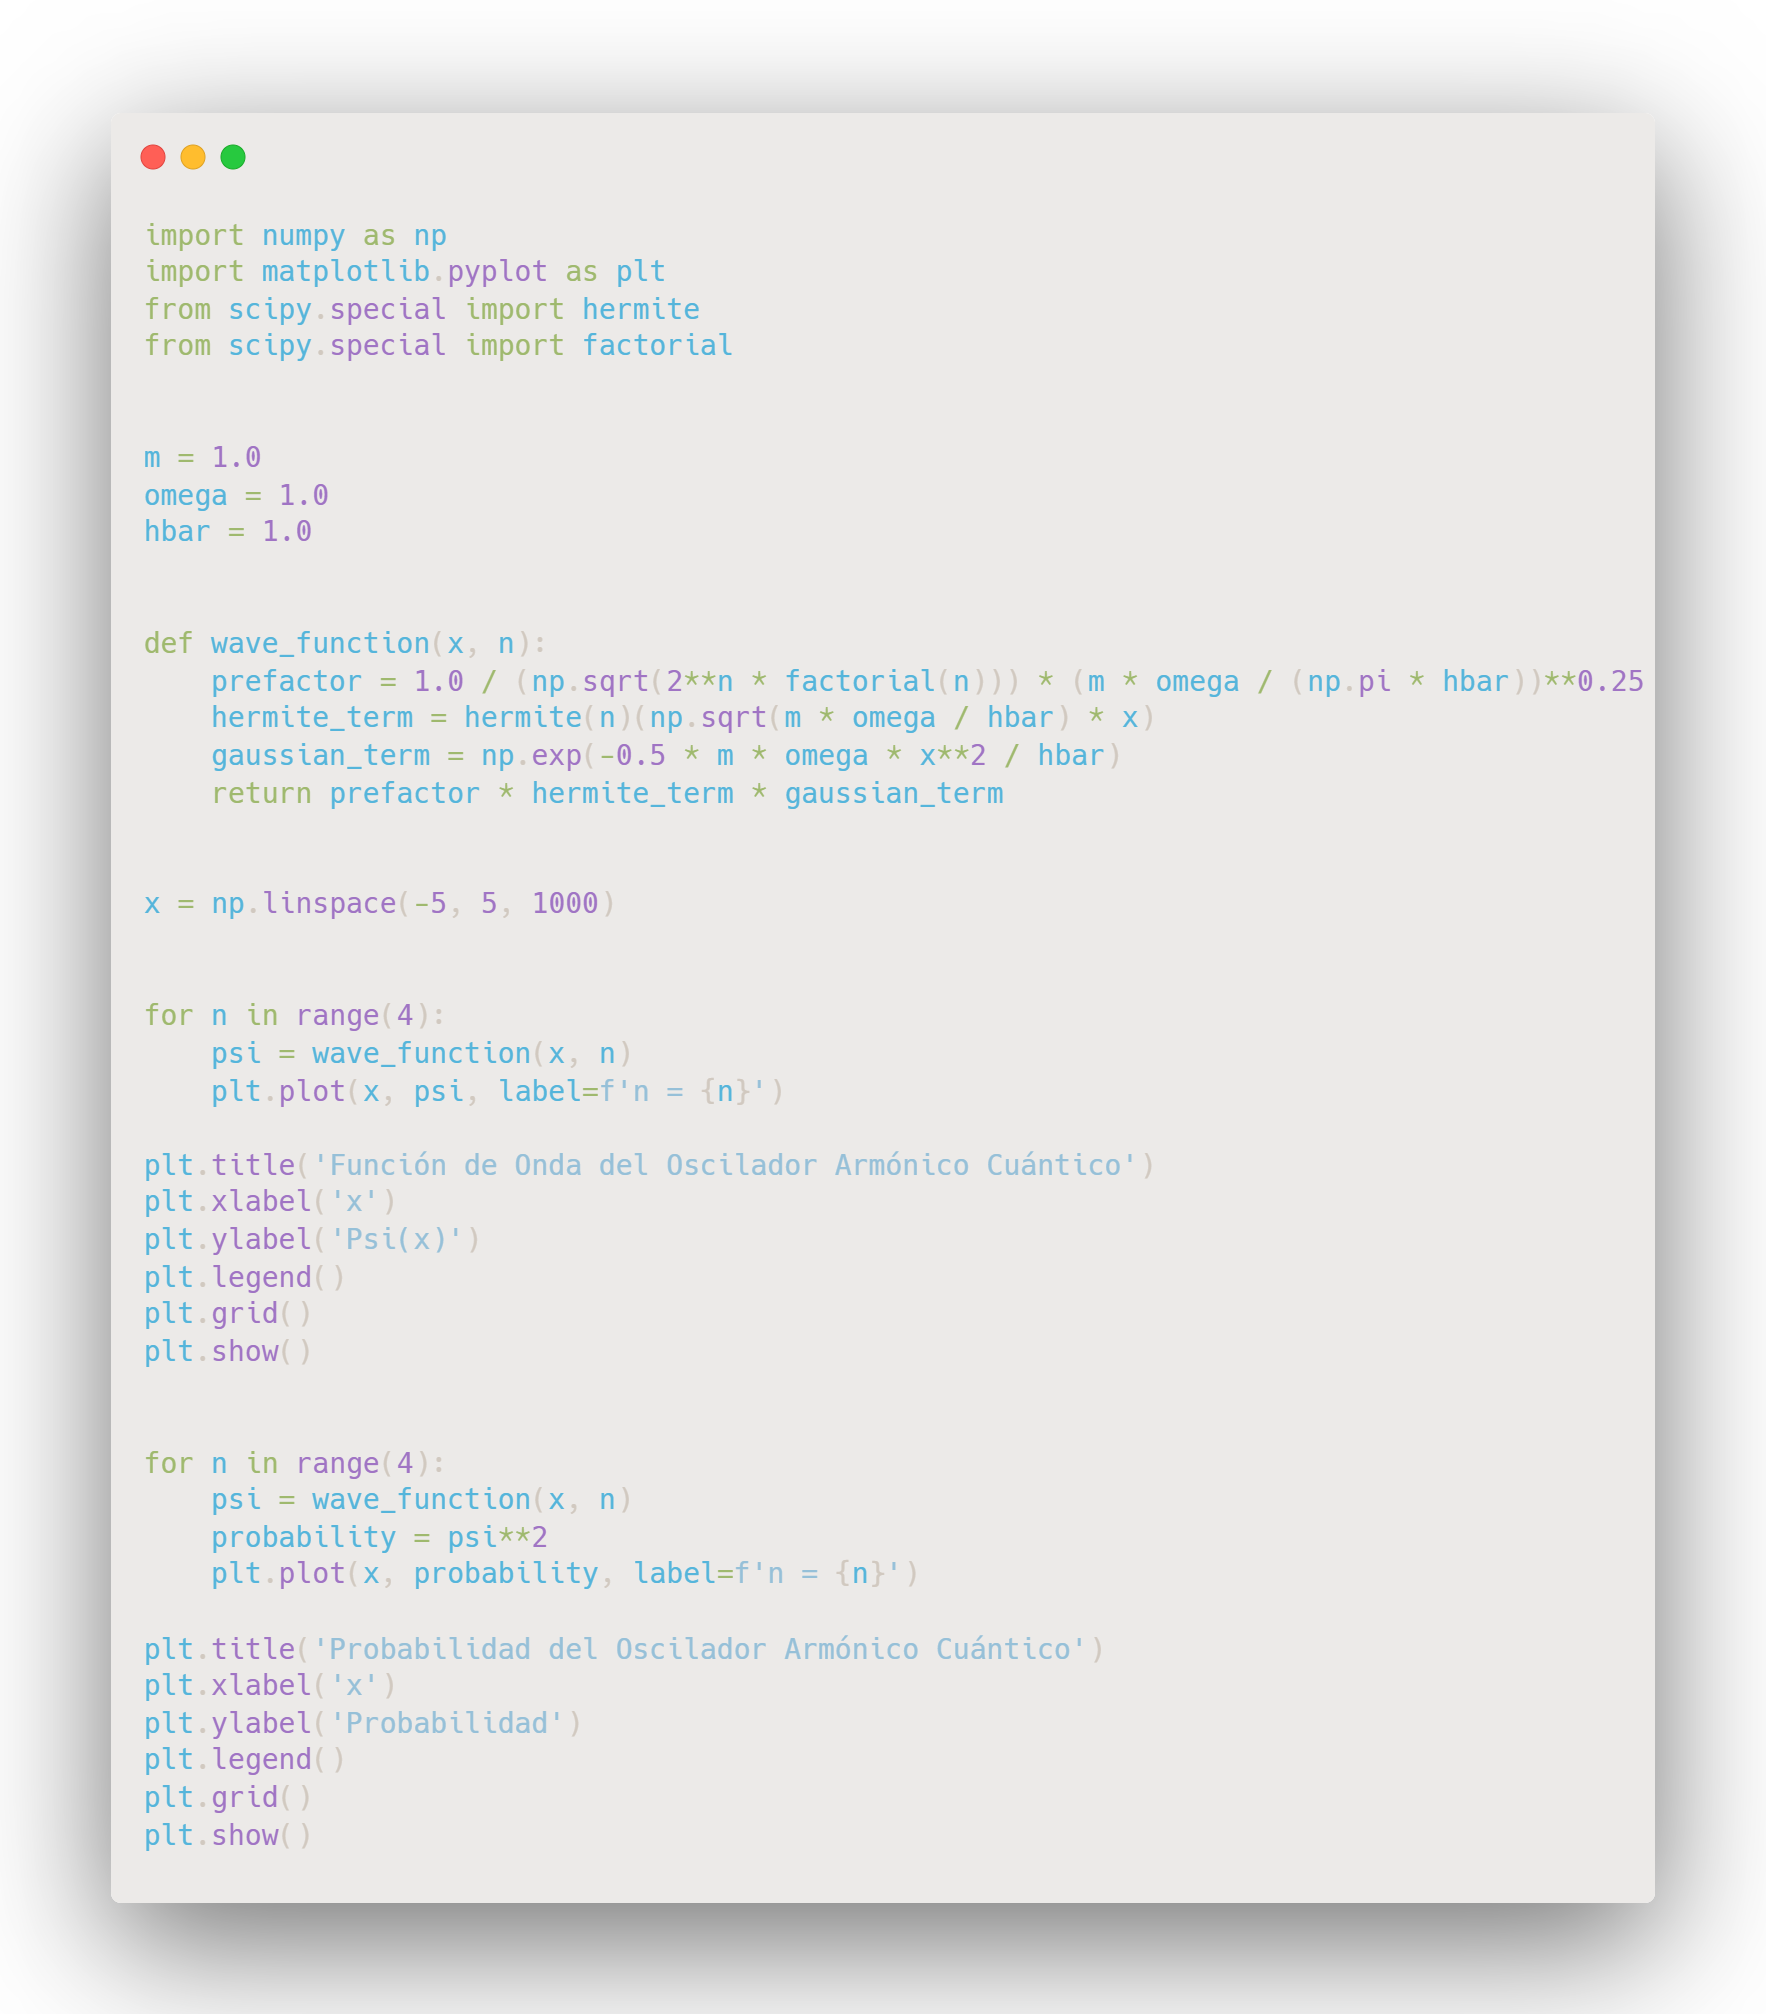 import numpy as np
import matplotlib.pyplot as plt
from scipy.special import hermite
from scipy.special import factorial
m = 1.0
omega = 1.0
hbar = 1.0
def wave_function(x, n):
    prefactor = 1.0 / (np.sqrt(2**n * factorial(n))) * (m * omega / (np.pi * hbar))**0.25
    hermite_term = hermite(n)(np.sqrt(m * omega / hbar) * x)
    gaussian_term = np.exp(-0.5 * m * omega * x**2 / hbar)
    return prefactor * hermite_term * gaussian_term
x = np.linspace(-5, 5, 1000)
for n in range(4):
    psi = wave_function(x, n)
    plt.plot(x, psi, label=f'n = {n}')
plt.title('Función de Onda del Oscilador Armónico Cuántico')
plt.xlabel('x')
plt.ylabel('Psi(x)')
plt.legend()
plt.grid()
plt.show()
for n in range(4):
    psi = wave_function(x, n)
    probability = psi**2
    plt.plot(x, probability, label=f'n = {n}')
plt.title('Probabilidad del Oscilador Armónico Cuántico')
plt.xlabel('x')
plt.ylabel('Probabilidad')
plt.legend()
plt.grid()
plt.show()